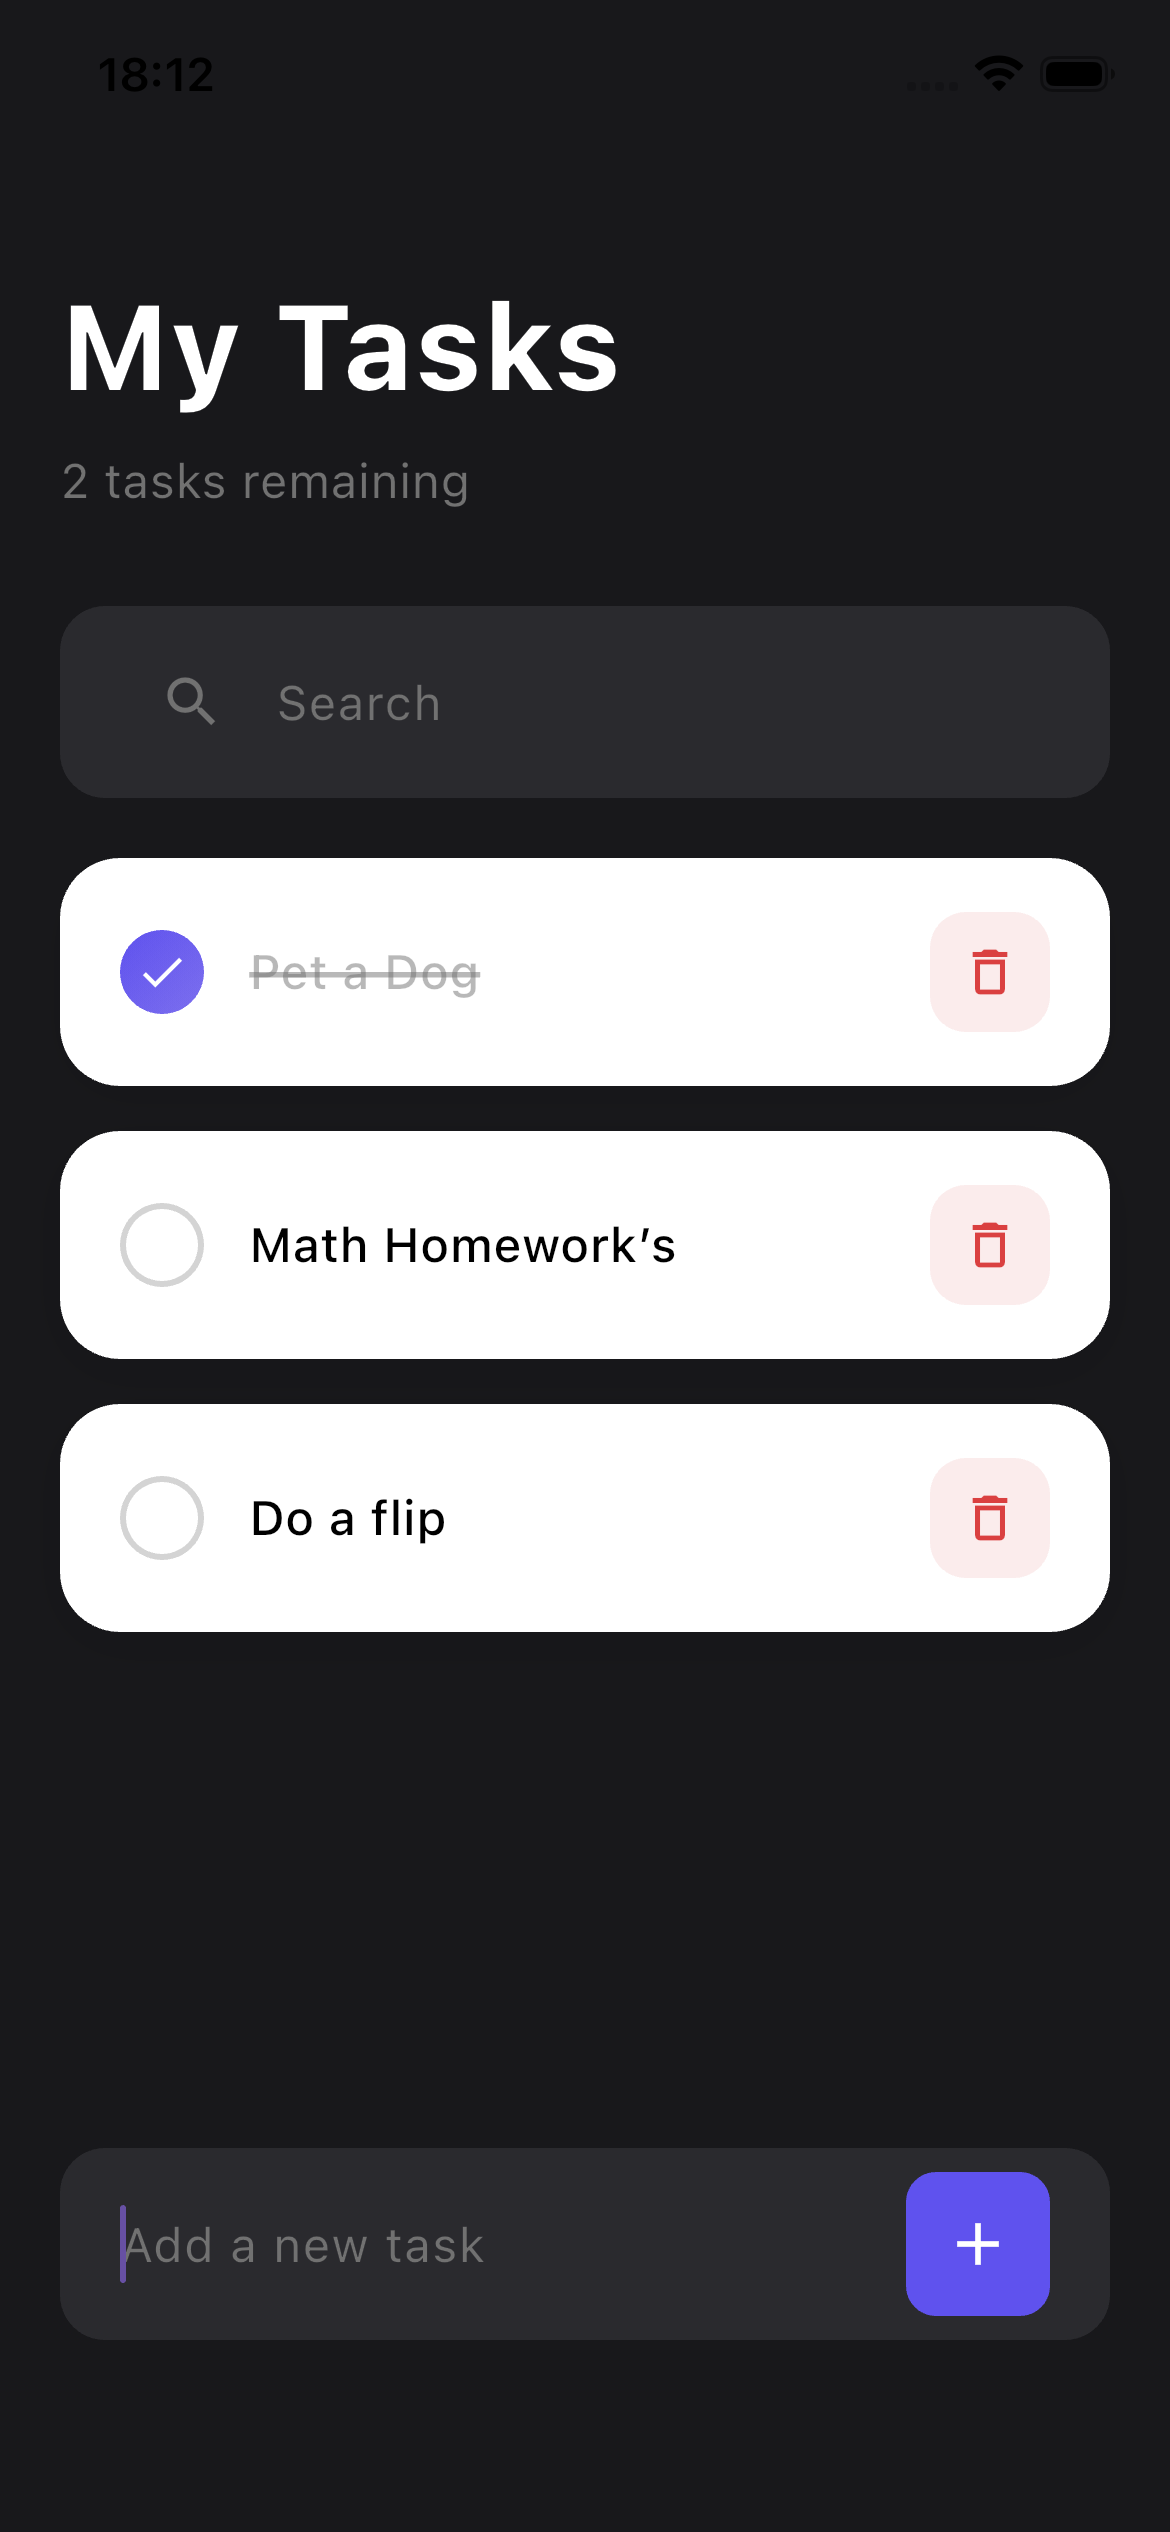 18:12
My Tasks
2 tasks remaining
Search
Pet a Dog
Math Homework’s
Do a flip
Add a new task